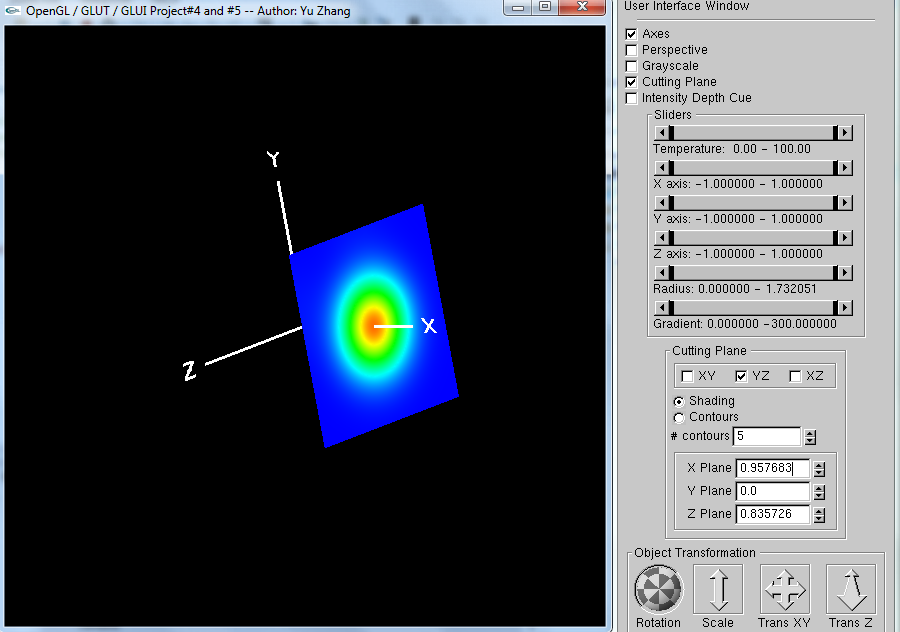 OpenGL / GLUT / GLUI Project#4 and #5 -- Author: Yu Zhang
Y
X
Z
User Interface Window
Axes
Perspective
Grayscale
Cutting Plane
Intensity Depth Cue
Sliders
Temperature: 0.00 - 100.00
X axis: -1.000000 - 1.000000
Y axis: -1.000000 - 1.000000
Z axis: -1.000000 - 1.000000
Radius: 0.000000 - 1.732051
Gradient: 0.000000 -300.000000
Cutting Plane
XY YZ XZ
Shading
Contours
# contours 5
X Plane 0.957683
Y Plane 0.0
Z Plane 0.835726
Object Transformation
Rotation Scale Trans XY Trans Z